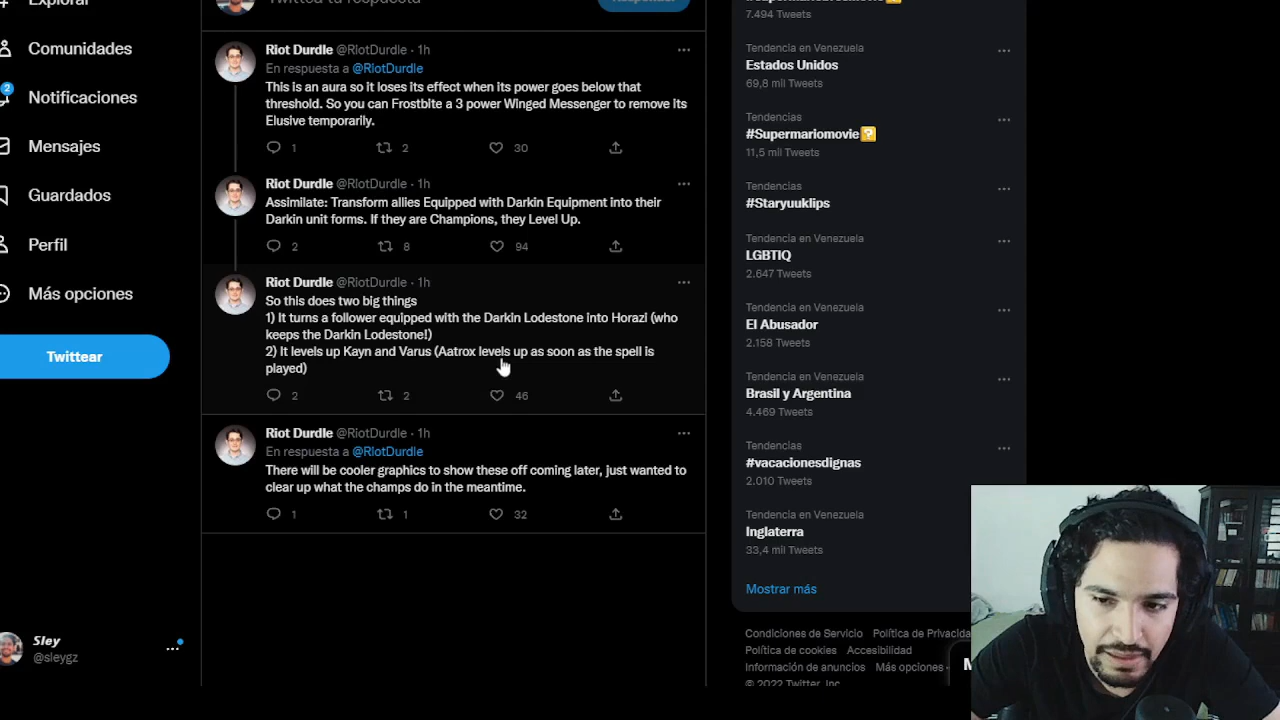 Explorar
Comunidades
2
Notificaciones
Mensajes
Guardados
Perfil
Más opciones
Twittear
Sley
@sleygz
Twittea tu respuesta
Responder
Riot Durdle @RiotDurdle · 1h
En respuesta a @RiotDurdle
This is an aura so it loses its effect when its power goes below that
threshold. So you can Frostbite a 3 power Winged Messenger to remove its
Elusive temporarily.
1 2 30
Riot Durdle @RiotDurdle · 1h
Assimilate: Transform allies Equipped with Darkin Equipment into their
Darkin unit forms. If they are Champions, they Level Up.
2 8 94
Riot Durdle @RiotDurdle · 1h
So this does two big things
1) It turns a follower equipped with the Darkin Lodestone into Horazi (who
keeps the Darkin Lodestone!)
2) It levels up Kayn and Varus (Aatrox levels up as soon as the spell is
played)
2 2 46
Riot Durdle @RiotDurdle · 1h
En respuesta a @RiotDurdle
There will be cooler graphics to show these off coming later, just wanted to
clear up what the champs do in the meantime.
1 1 32
7.494 Tweets
Tendencia en Venezuela
Estados Unidos
69,8 mil Tweets
Tendencias
#Supermariomovie
11,5 mil Tweets
Tendencias
#Staryuuklips
Tendencia en Venezuela
LGBTIQ
2.647 Tweets
Tendencia en Venezuela
El Abusador
2.158 Tweets
Tendencia en Venezuela
Brasil y Argentina
4.469 Tweets
Tendencias
#vacacionesdignas
2.010 Tweets
Tendencia en Venezuela
Inglaterra
33,4 mil Tweets
Mostrar más
Condiciones de Servicio Política de Privacida
Política de cookies Accesibilidad
Información de anuncios Más opciones
© 2022 Twitter, Inc.
M